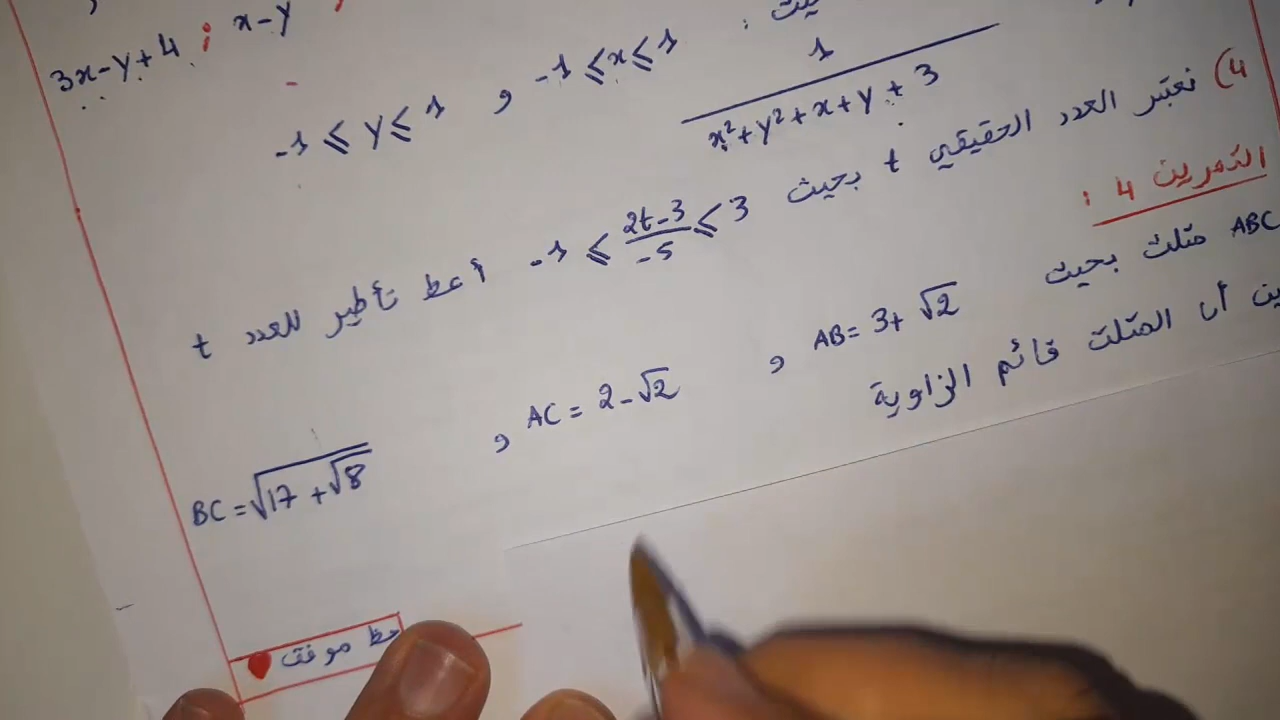 3x-y+4 ; x-y
-1 ≤ x ≤ 1 و -1 ≤ y ≤ 1
1/(x²+y²+x+y+3)
4) نعتبر العدد الحقيقي t بحيث -1 ≤ (2t-3)/-5 ≤ 3 أعط تأطير للعدد t
التمرين 4 :
ABC مثلث بحيث AB = 3+√2 و AC = 2-√2 و BC = √(17+√8)
أن المثلث قائم الزاوية
حظ موفق ♥